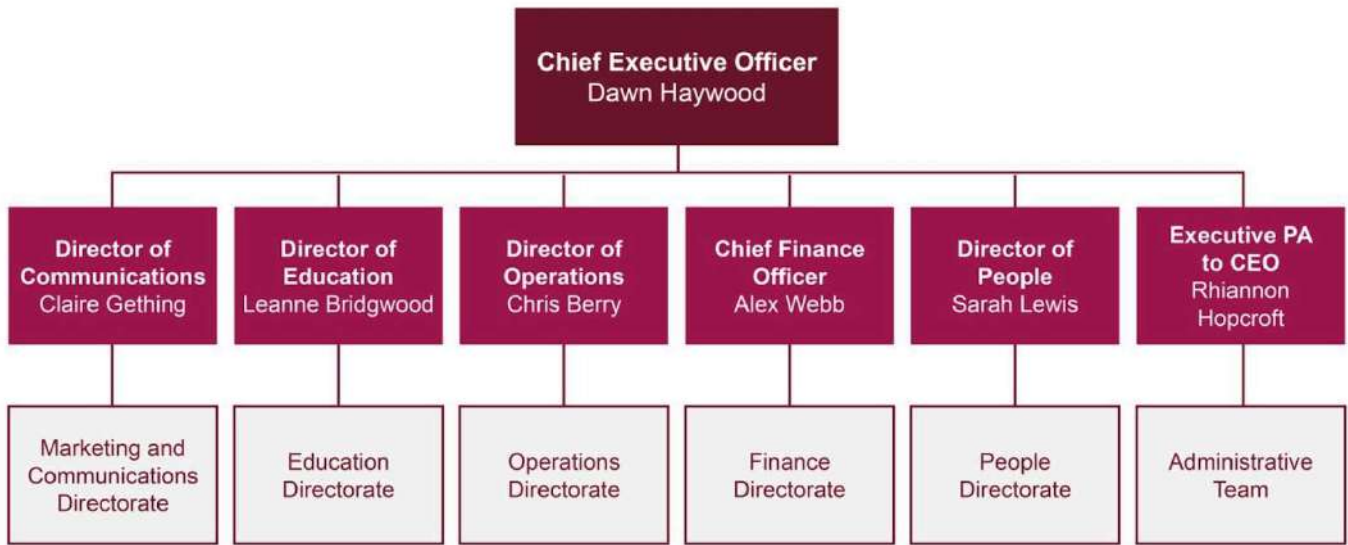 Chief Executive Officer
Dawn Haywood
Director of
Communications
Claire Gething
Director of
Education
Leanne Bridgwood
Director of
Operations
Chris Berry
Chief Finance
Officer
Alex Webb
Director of
People
Sarah Lewis
Executive PA
to CEO
Rhiannon
Hopcroft
Marketing and
Communications
Directorate
Education
Directorate
Operations
Directorate
Finance
Directorate
People
Directorate
Administrative
Team